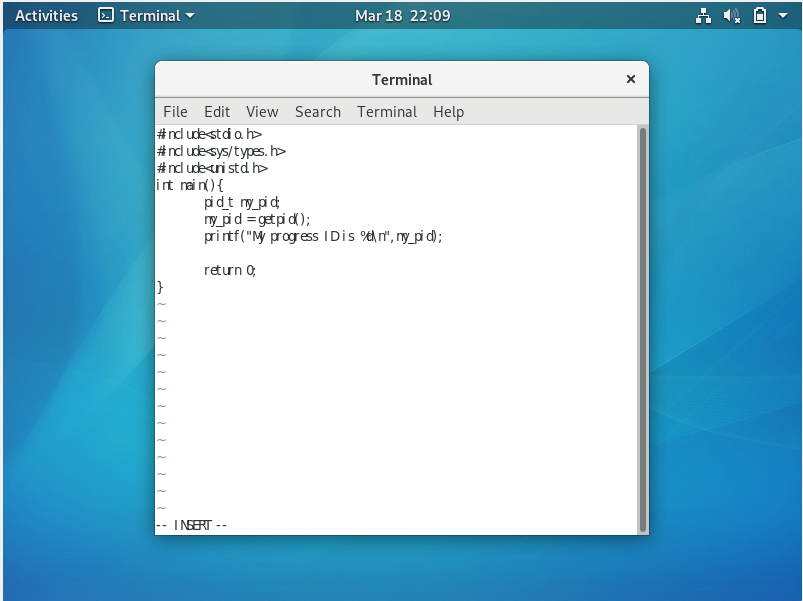 Activities Terminal Mar 18 22:09
Terminal
File Edit View Search Terminal Help
#include<stdio.h>
#include<sys/types.h>
#include<unistd.h>
int main(){
pid_t my_pid;
my_pid = getpid();
printf("My progress ID is %d\n",my_pid);
return 0;
}
~
~
~
~
~
~
~
~
~
~
~
~
~
-- INSERT --